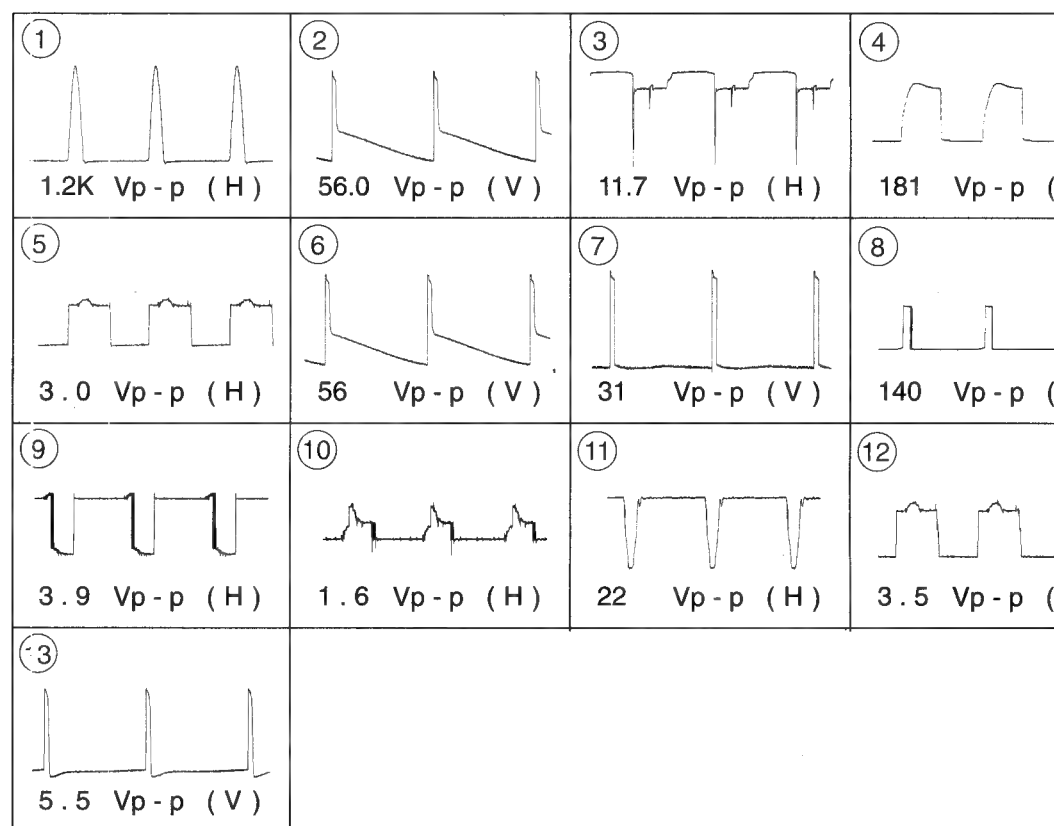 ① ② ③ ④
1.2K Vp-p (H) 56.0 Vp-p (V) 11.7 Vp-p (H) 181 Vp-p (
⑤ ⑥ ⑦ ⑧
3.0 Vp-p (H) 56 Vp-p (V) 31 Vp-p (V) 140 Vp-p (
⑨ ⑩ ⑪ ⑫
3.9 Vp-p (H) 1.6 Vp-p (H) 22 Vp-p (H) 3.5 Vp-p (
⑬
5.5 Vp-p (V)